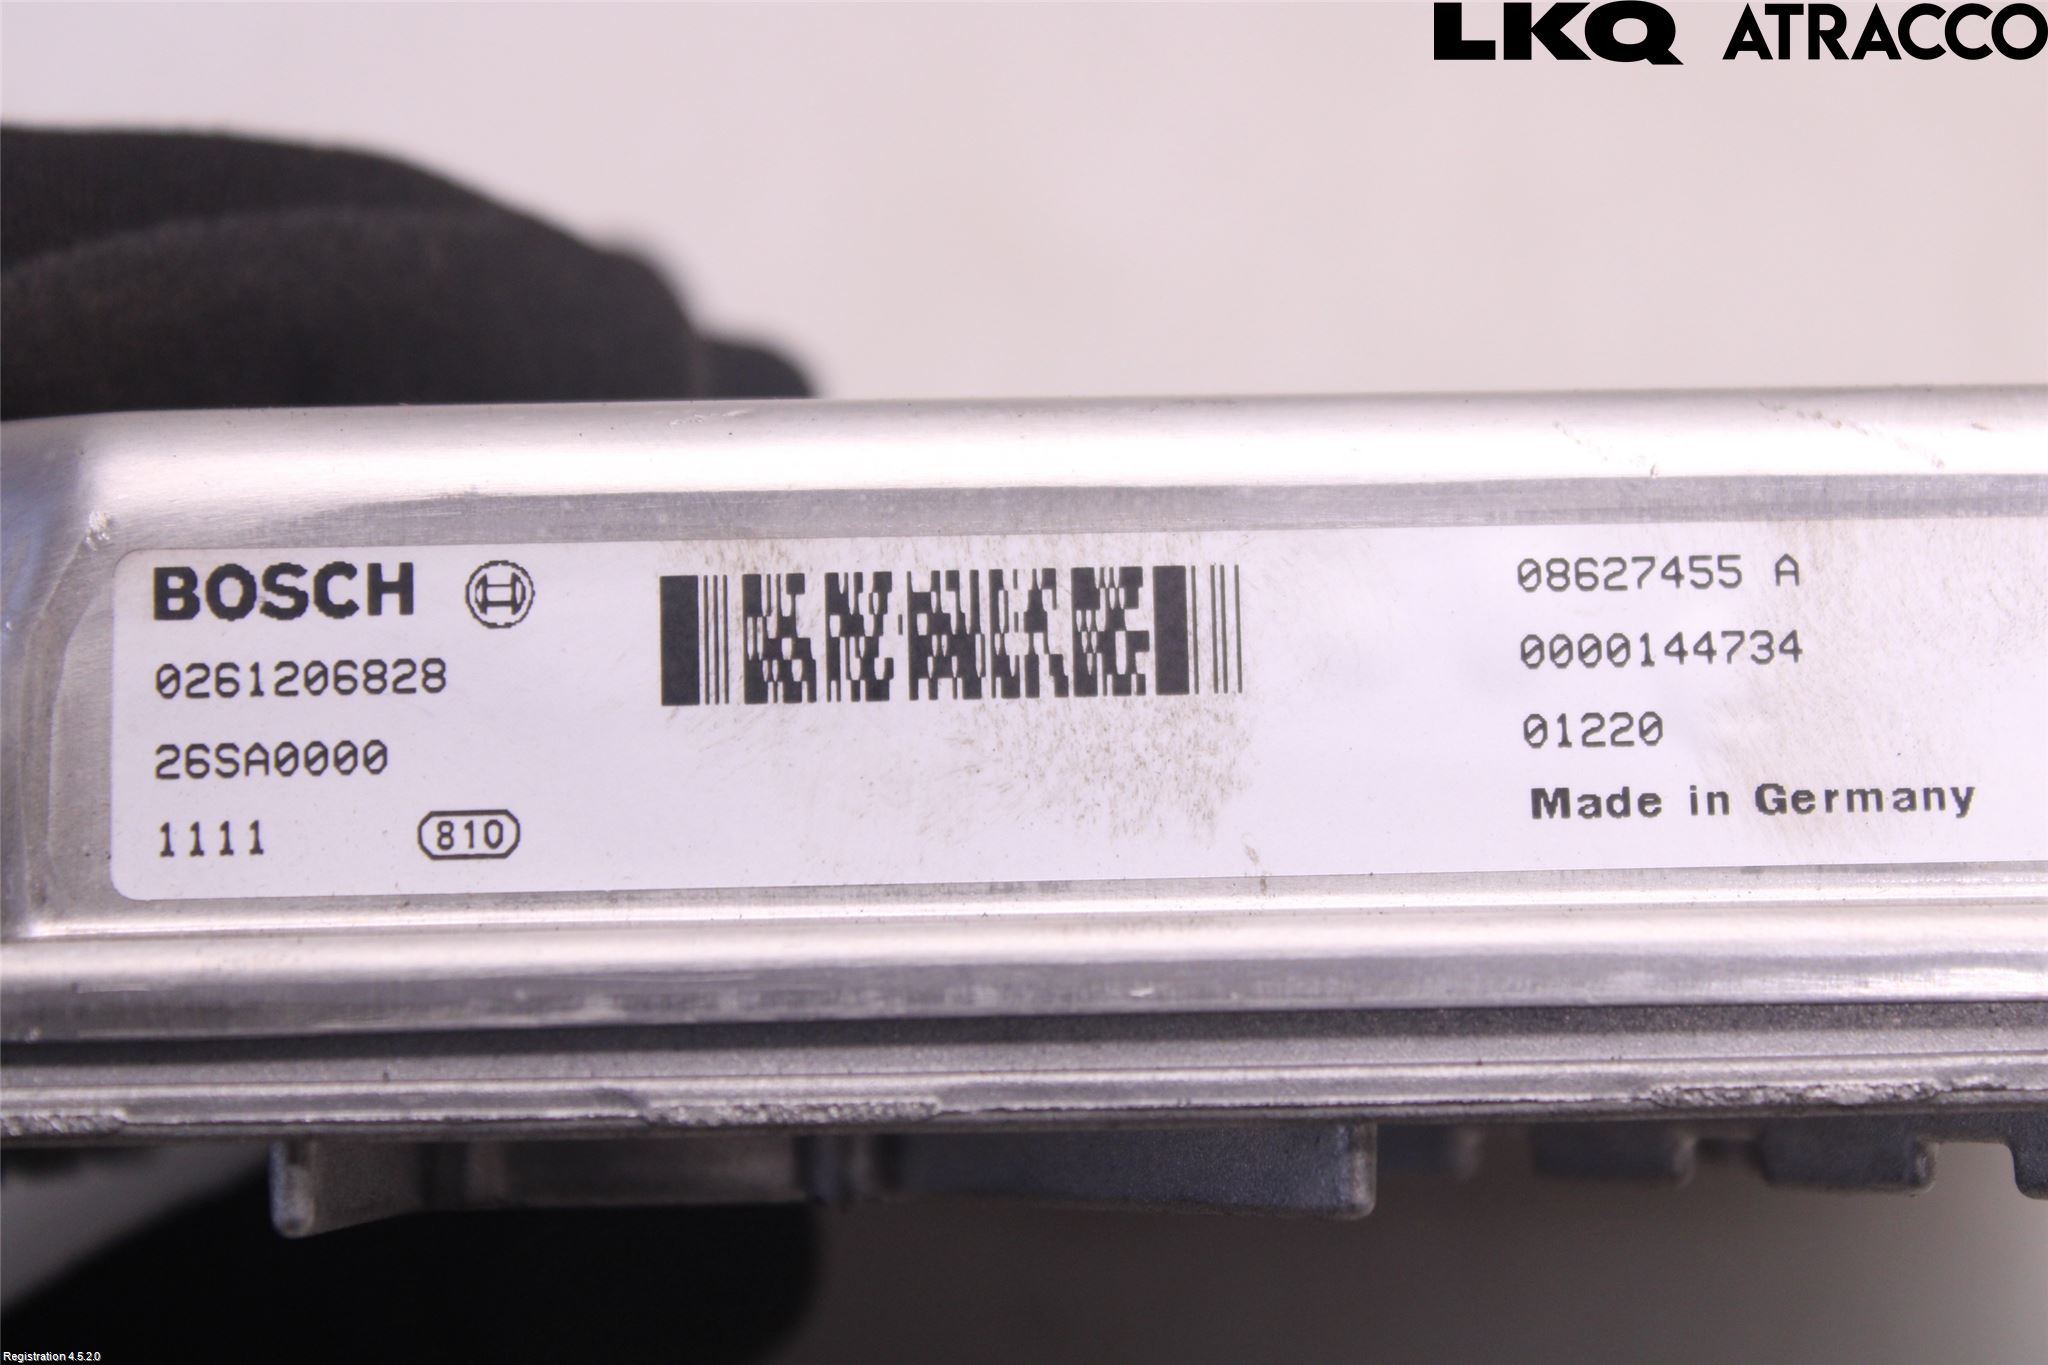 LKQ ATRACCO
BOSCH
0261206828
26SA0000
1111 810
08627455 A
0000144734
01220
Made in Germany
Registration 4.5.2.0